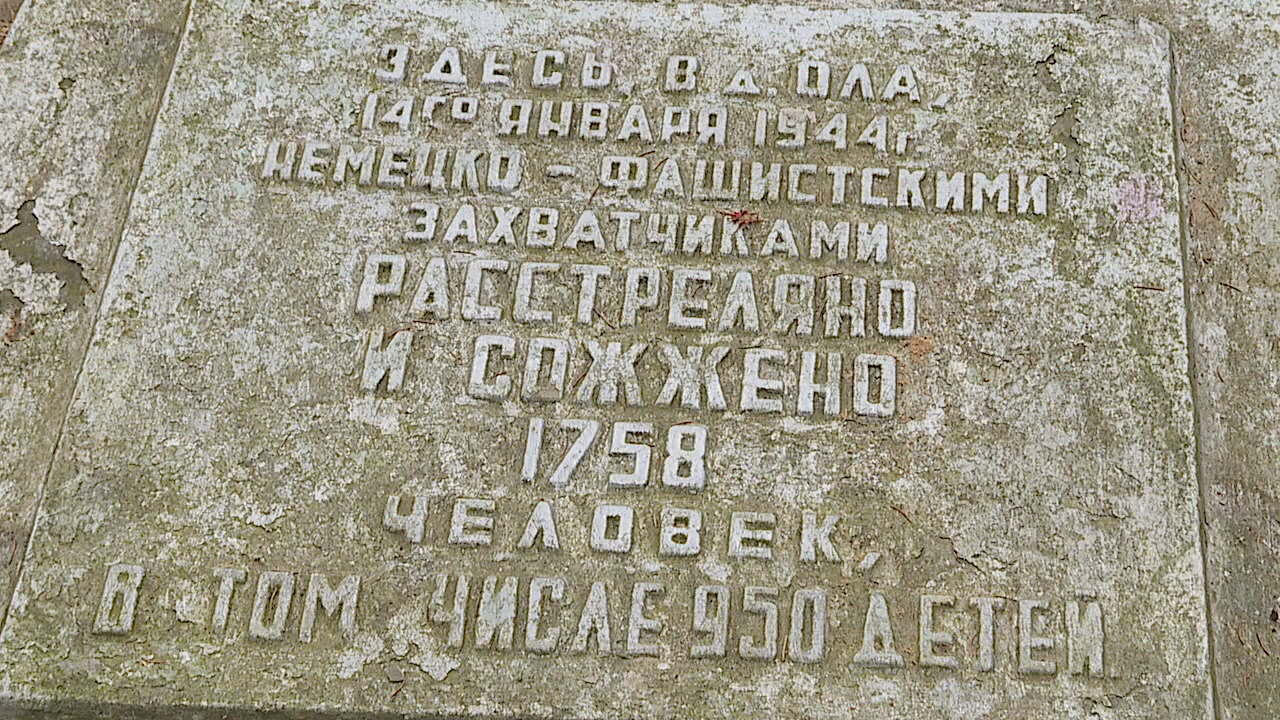 ЗДЕСЬ, В Д. ОЛА,
14го ЯНВАРЯ 1944г.
НЕМЕЦКО - ФАШИСТСКИМИ
ЗАХВАТЧИКАМИ
РАССТРЕЛЯНО
И СОЖЖЕНО
1758
ЧЕЛОВЕК,
В ТОМ ЧИСЛЕ 950 ДЕТЕЙ